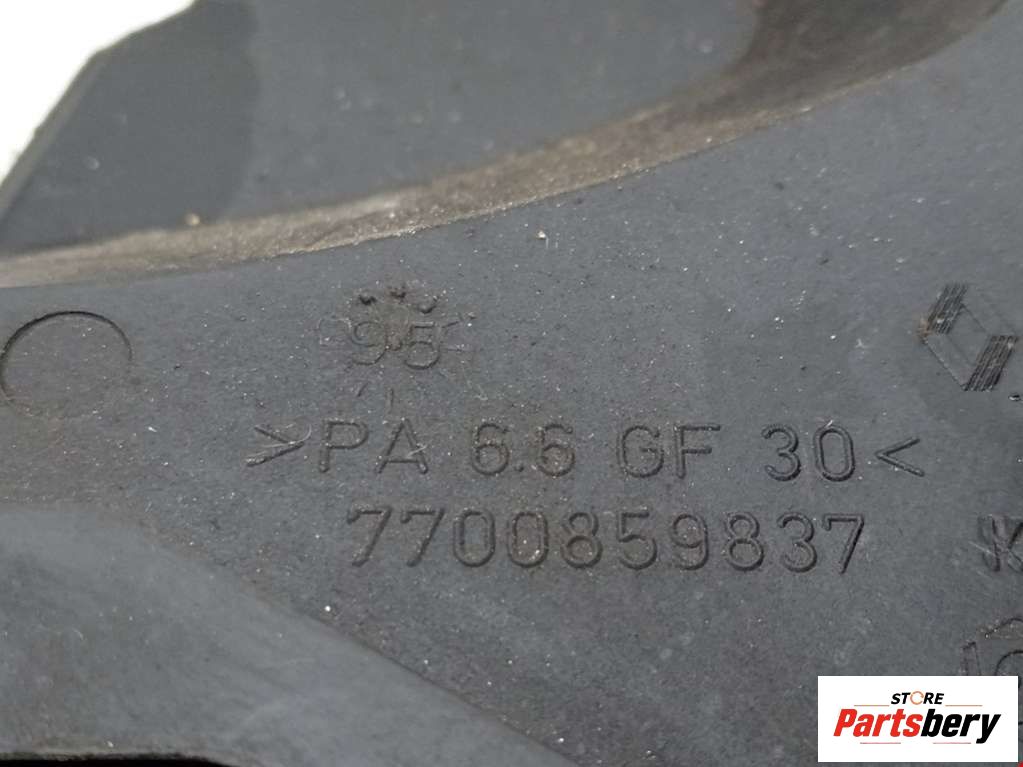 95
>PA 6.6 GF 30<
7700859837
K
STORE
Partsbery